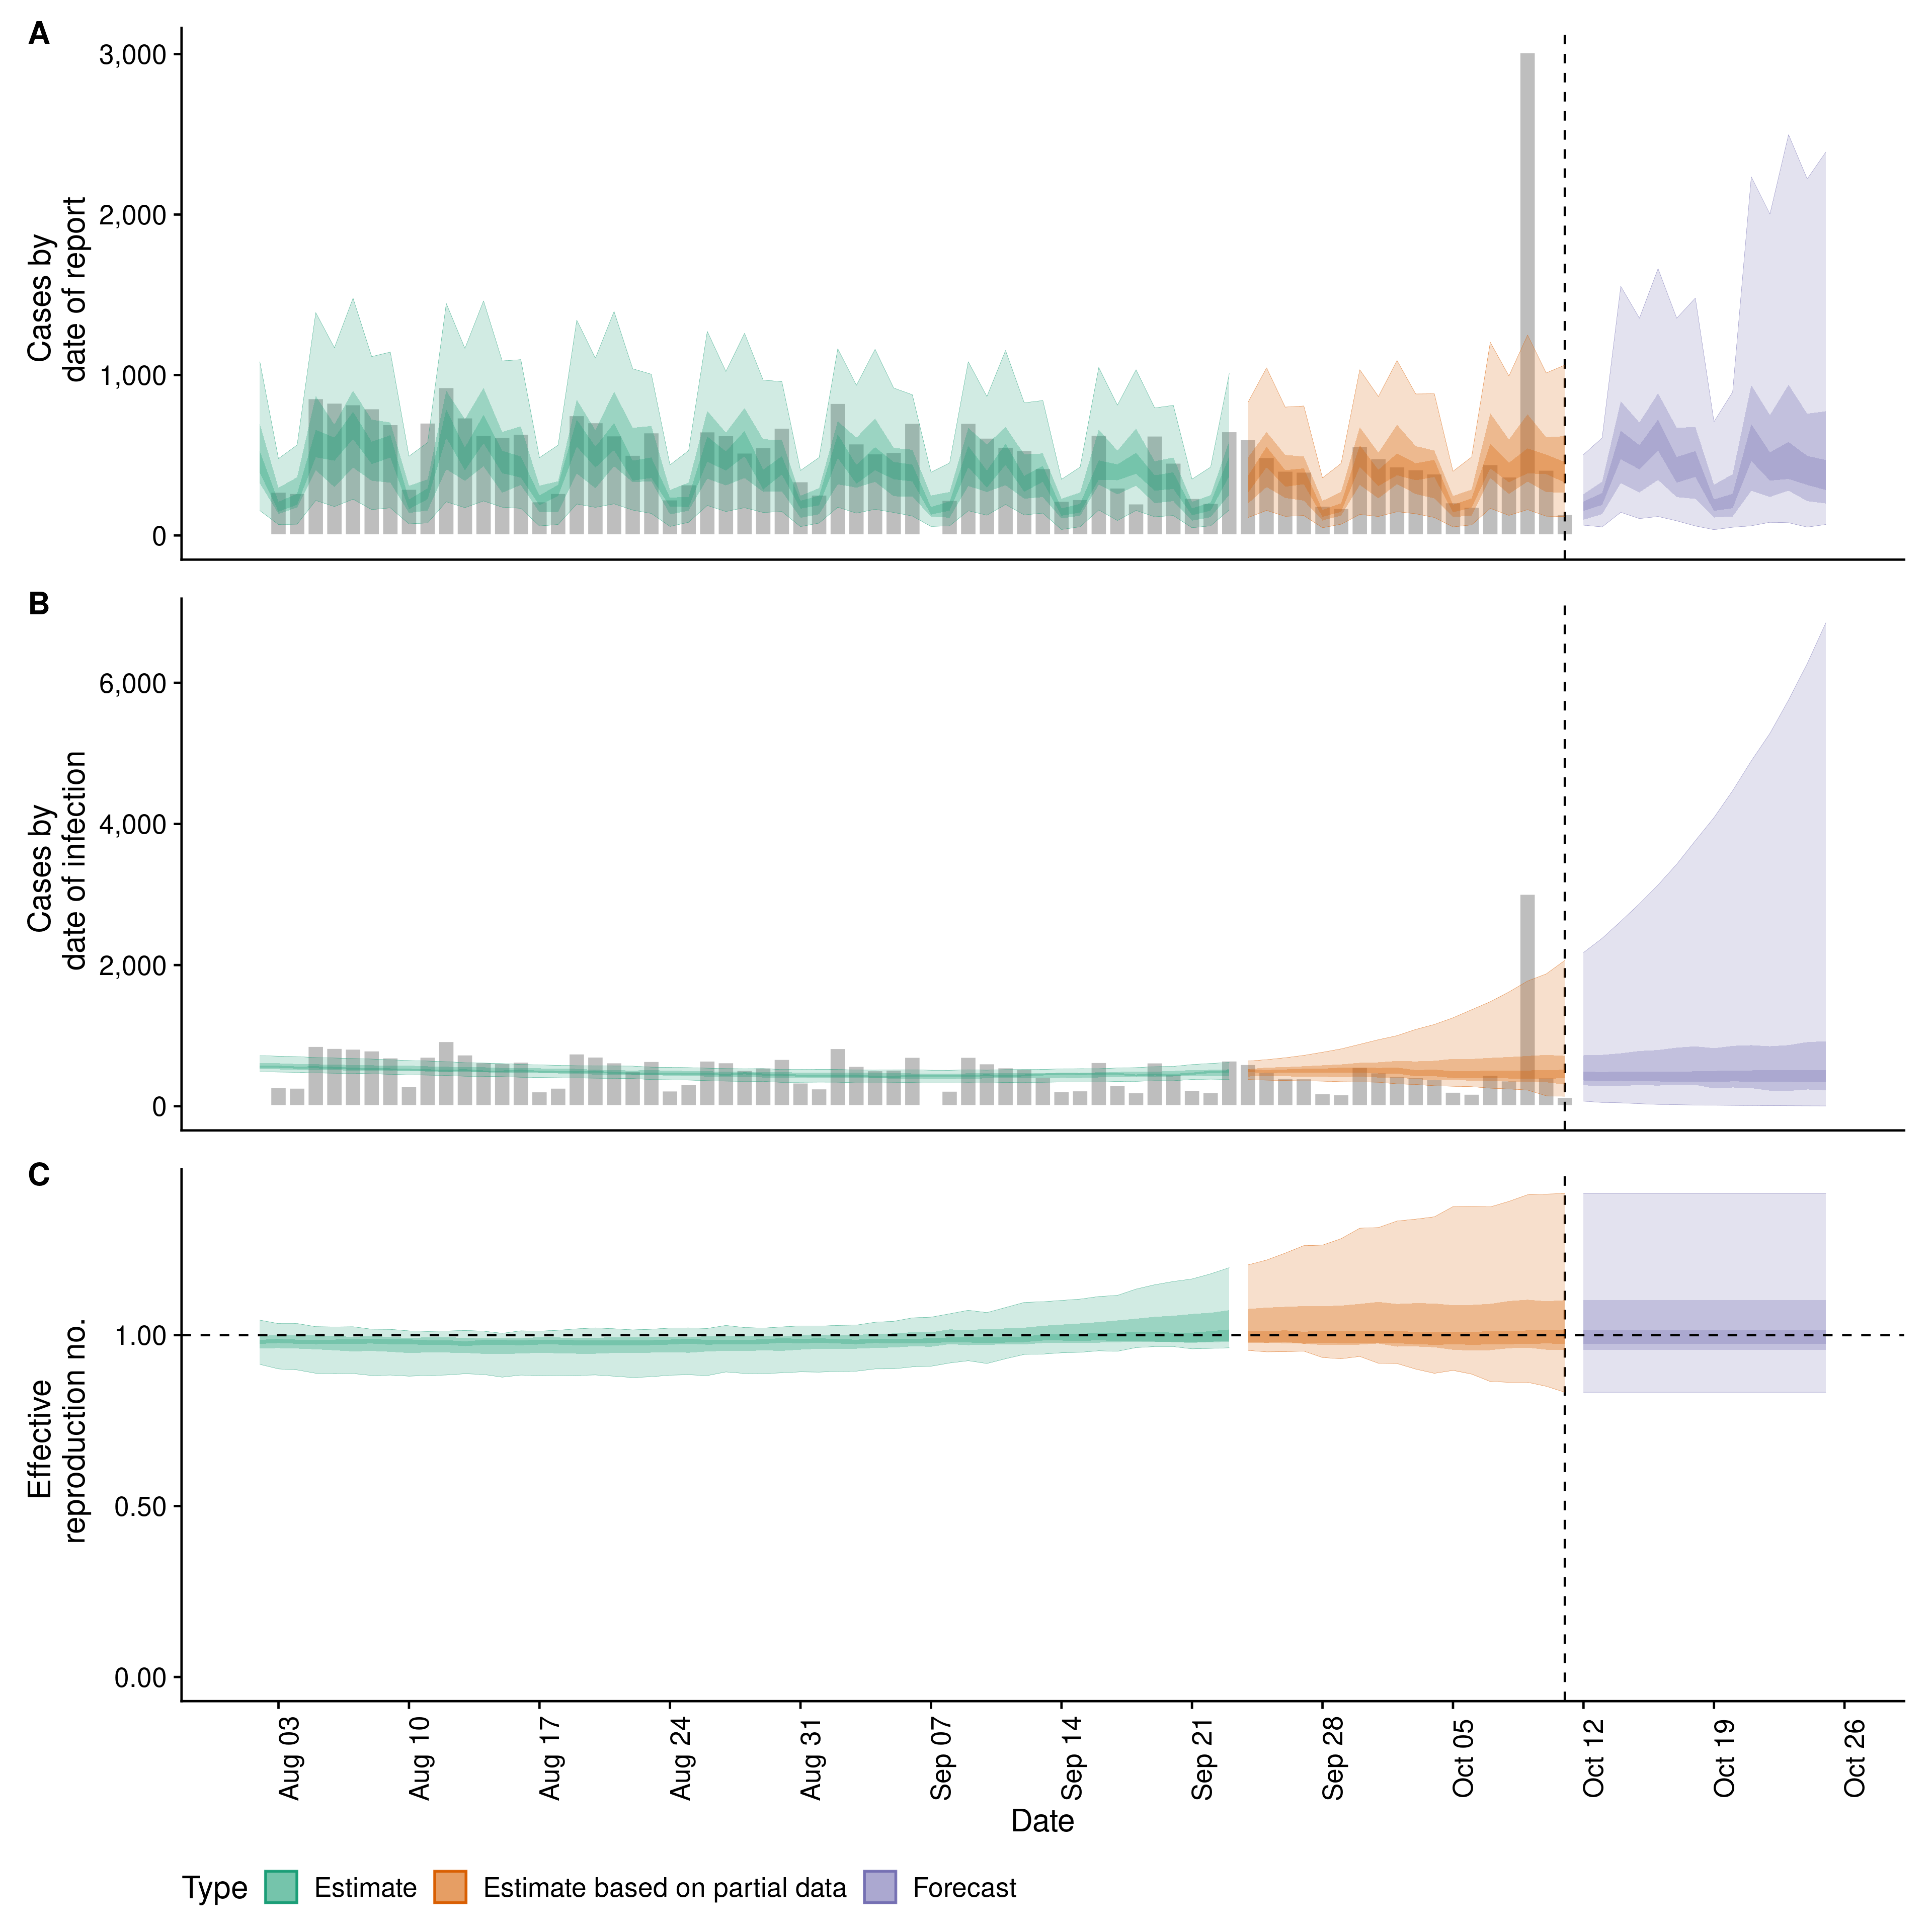 A
3,000
2,000
1,000
0
Cases by
date of report
B
6,000
4,000
2,000
0
Cases by
date of infection
C
1.00
0.50
0.00
Effective
reproduction no.
Aug 03
Aug 10
Aug 17
Aug 24
Aug 31
Sep 07
Sep 14
Sep 21
Sep 28
Oct 05
Oct 12
Oct 19
Oct 26
Date
Type Estimate Estimate based on partial data Forecast